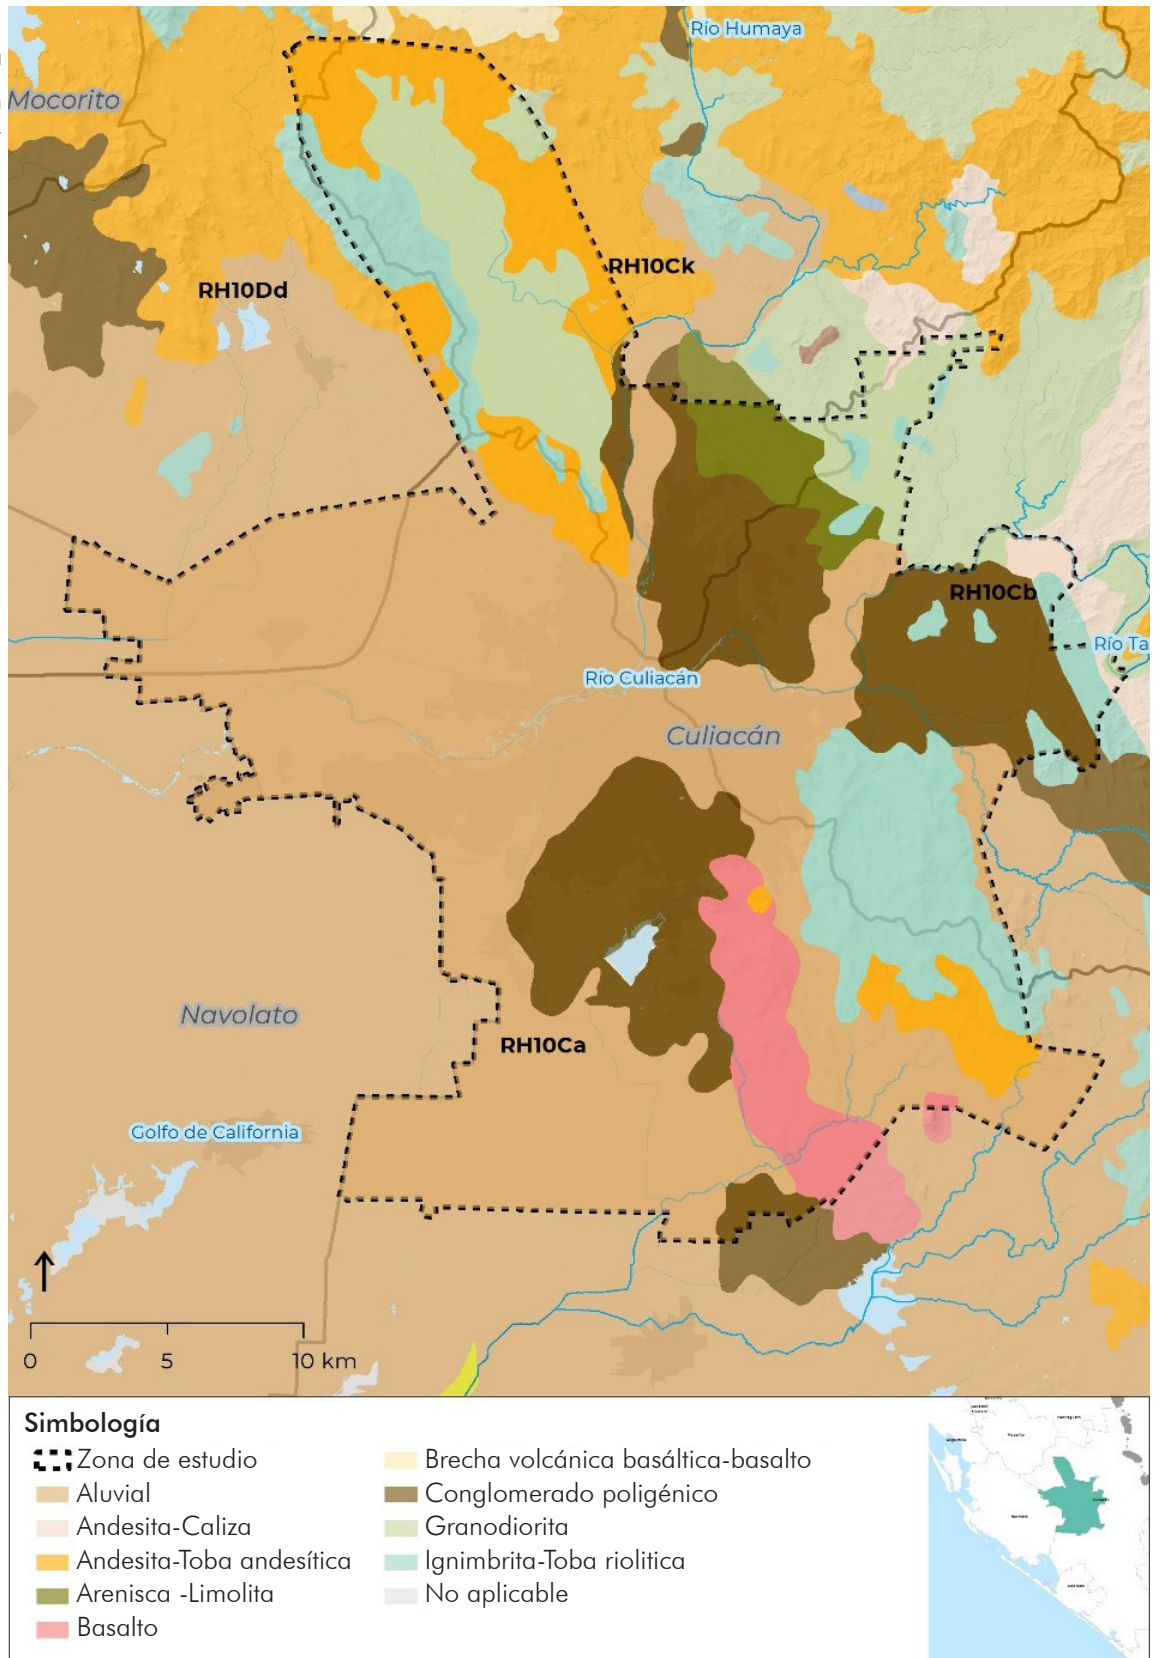 Río Humaya
Mocorito
RH10Ck
RH10Dd
RH10Cb
Río Ta
Río Culiacán
Culiacán
Navolato
RH10Ca
Golfo de California
0 5 10 km
Simbología
Zona de estudio
Aluvial
Andesita-Caliza
Andesita-Toba andesítica
Arenisca -Limolita
Basalto
Brecha volcánica basáltica-basalto
Conglomerado poligénico
Granodiorita
Ignimbrita-Toba riolitica
No aplicable